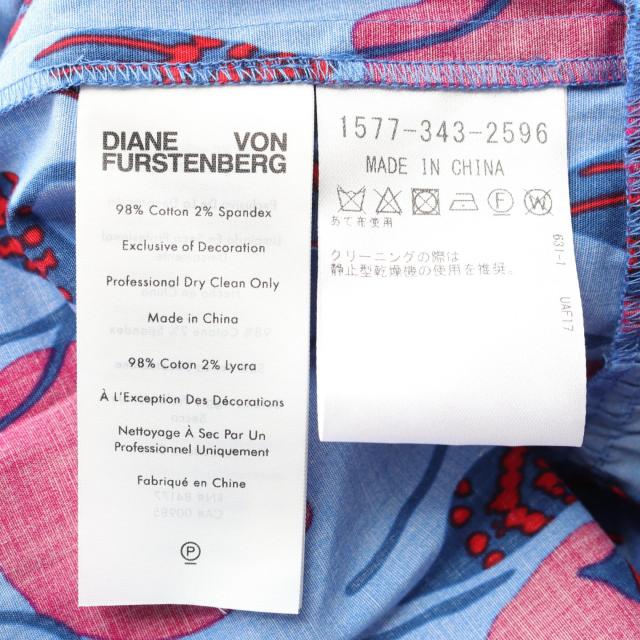 DIANE VON
FURSTENBERG
98% Cotton 2% Spandex
Exclusive of Decoration
Professional Dry Clean Only
Made in China
98% Coton 2% Lycra
À L'Exception Des Décorations
Nettoyage À Sec Par Un
Professionnel Uniquement
Fabriqué en Chine
P
1577-343-2596
MADE IN CHINA
P W
あて布使用
クリーニングの際は
静止型乾燥機の使用を推奨。
631-1 UAF17